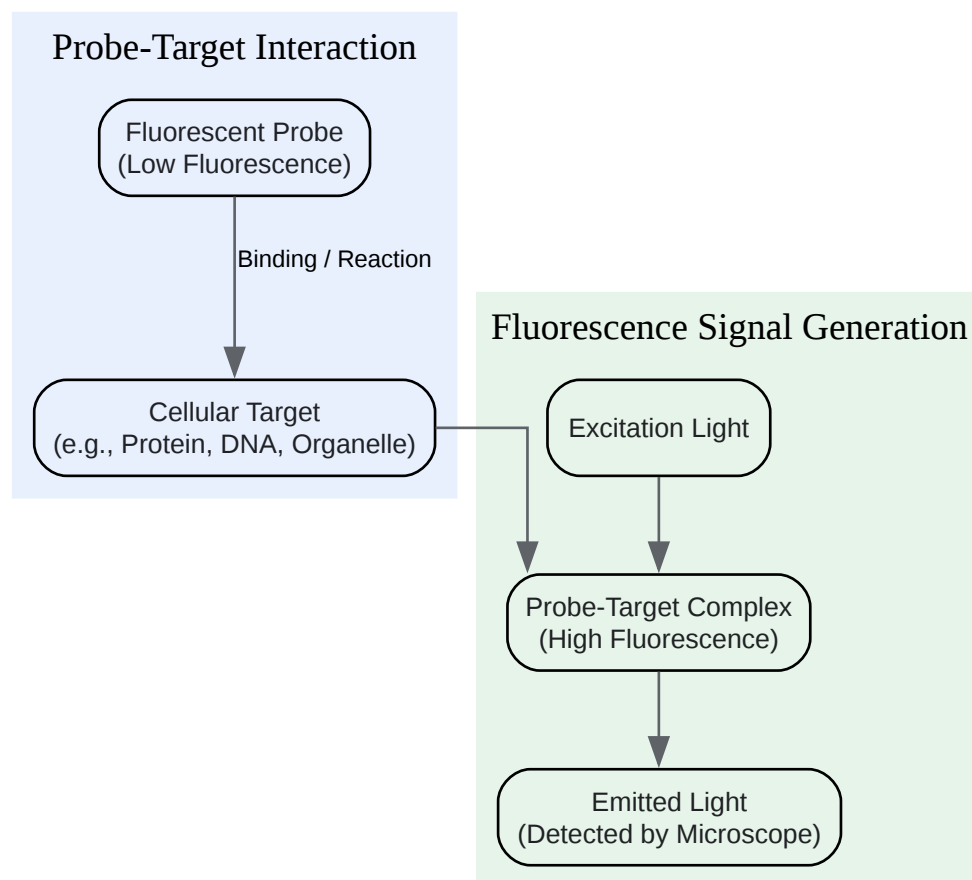 Probe-Target Interaction
Fluorescent Probe
(Low Fluorescence)
Binding / Reaction
Cellular Target
(e.g., Protein, DNA, Organelle)
Fluorescence Signal Generation
Excitation Light
Probe-Target Complex
(High Fluorescence)
Emitted Light
(Detected by Microscope)